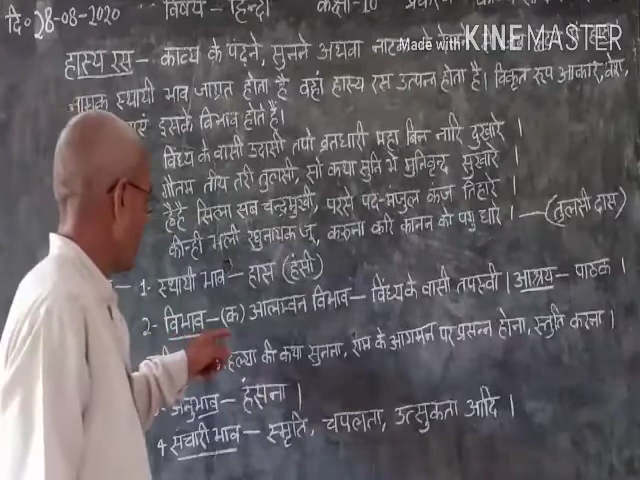 दि० 28-08-2020 विषय - हिन्दी कक्षा-10
Made with KINEMASTER
हास्य रस - काव्य के पढ़ने, सुनने अथवा
नामक स्थायी भाव जाग्रत होता है वहां हास्य रस उत्पन्न होता है। विकृत रूप आकार, वेश,
इसके विभाव होते हैं।
विंध्य के वासी उदासी तपो व्रतधारी महा बिन नारि दुखारे ।
गौतम तीय तरी तुलसी, सो कथा सुनि भे मुनिवृन्द सुखारे ।
ह्वैहैं सिला सब चन्द्रमुखी, परसे पद-मंजुल कंज तिहारे ।
कीन्ही भली रघुनायक जू, करुना करि कानन को पगु धारे । — (तुलसी दास)
1- स्थायी भाव - हास (हंसी)
2- विभाव - (क) आलम्बन विभाव - विंध्य के वासी तपस्वी । आश्रय - पाठक ।
की कथा सुनना, राम के आगमन पर प्रसन्न होना, स्तुति करना ।
अनुभाव - हंसना ।
4 संचारी भाव - स्मृति, चपलता, उत्सुकता आदि ।